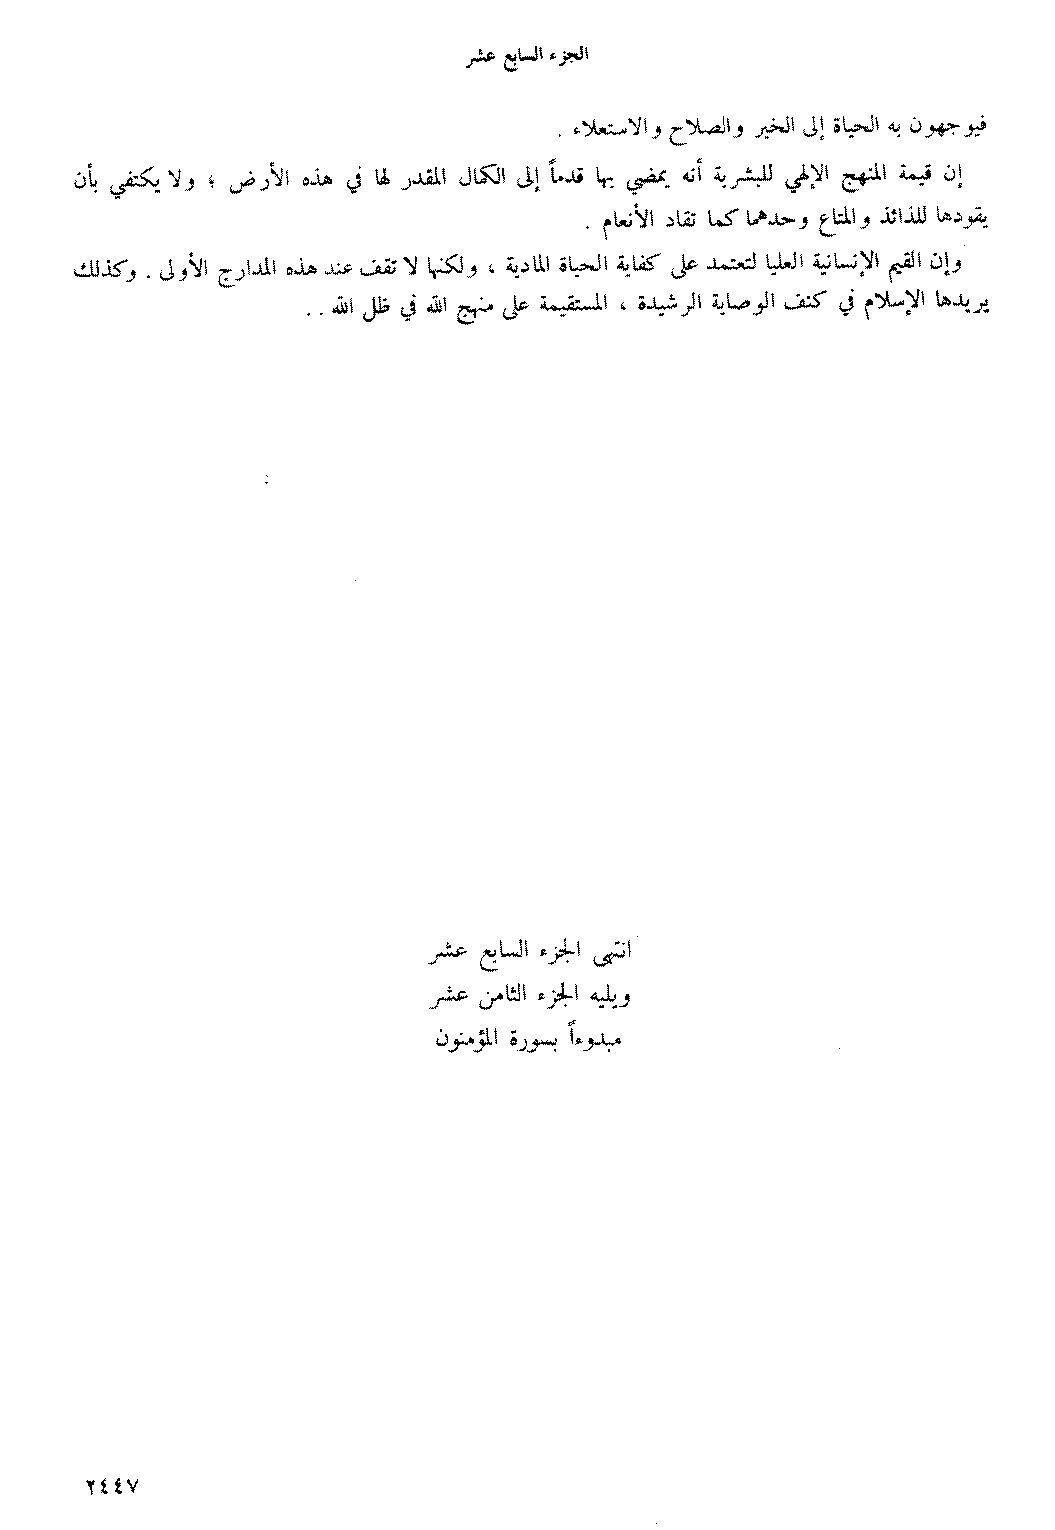 الجزء السابع عشر
فيوجهون به الحياة إلى الخير والصلاح والاستعلاء .
إن قيمة المنهج الإلهي للبشرية أنه يمضي بها قدماً إلى الكمال المقدر لها في هذه الأرض ؛ ولا يكتفي بأن
يقودها للذائذ والمتاع وحدهما كما تقاد الأنعام .
وإن القيم الإنسانية العليا لتعتمد على كفاية الحياة المادية ، ولكنها لا تقف عند هذه المدارج الأولى . وكذلك
يريدها الإسلام في كنف الوصاية الرشيدة ، المستقيمة على منهج الله في ظل الله . .
انتهى الجزء السابع عشر
ويليه الجزء الثامن عشر
مبدوءاً بسورة المؤمنون
٢٤٤٧